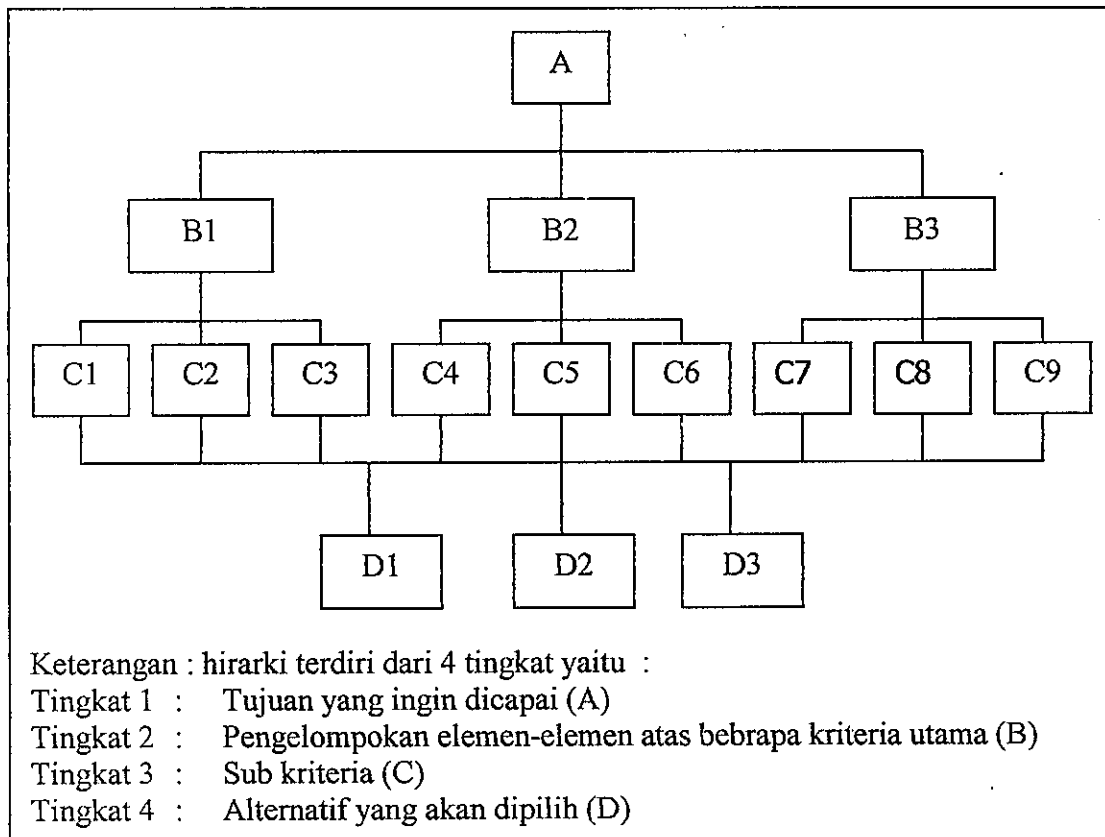 A
B1 B2 B3
C1 C2 C3 C4 C5 C6 C7 C8 C9
D1 D2 D3
Keterangan : hirarki terdiri dari 4 tingkat yaitu :
Tingkat 1 : Tujuan yang ingin dicapai (A)
Tingkat 2 : Pengelompokan elemen-elemen atas bebrapa kriteria utama (B)
Tingkat 3 : Sub kriteria (C)
Tingkat 4 : Alternatif yang akan dipilih (D)